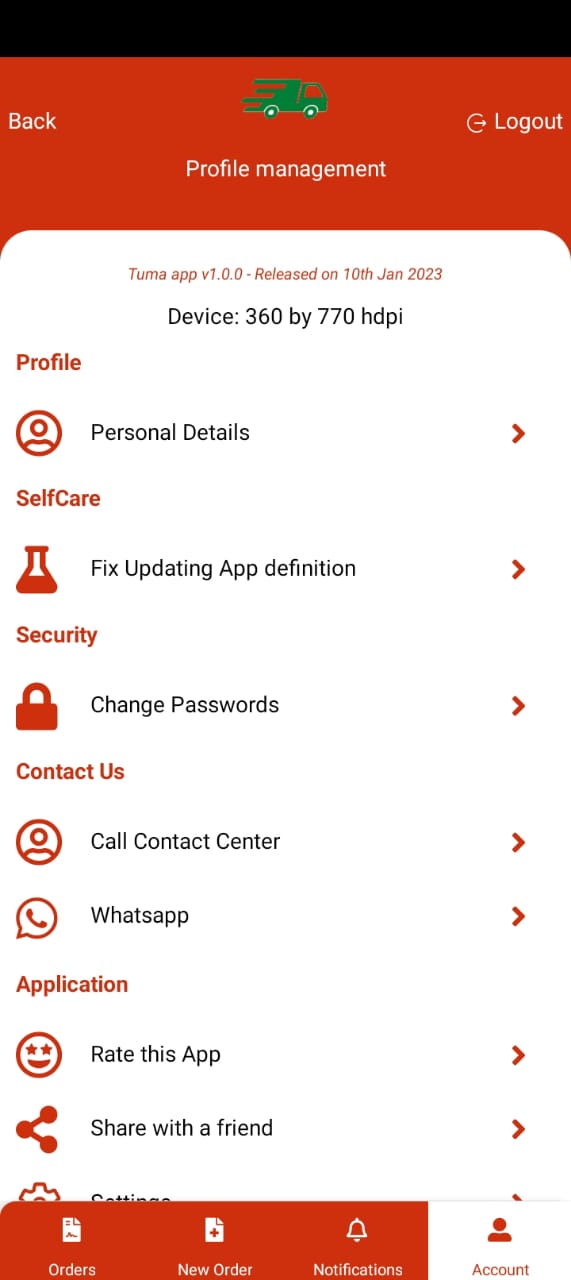 Back
Logout
Profile management
Tuma app v1.0.0 - Released on 10th Jan 2023
Device: 360 by 770 hdpi
Profile
Personal Details
SelfCare
Fix Updating App definition
Security
Change Passwords
Contact Us
Call Contact Center
Whatsapp
Application
Rate this App
Share with a friend
Settings
Orders
New Order
Notifications
Account